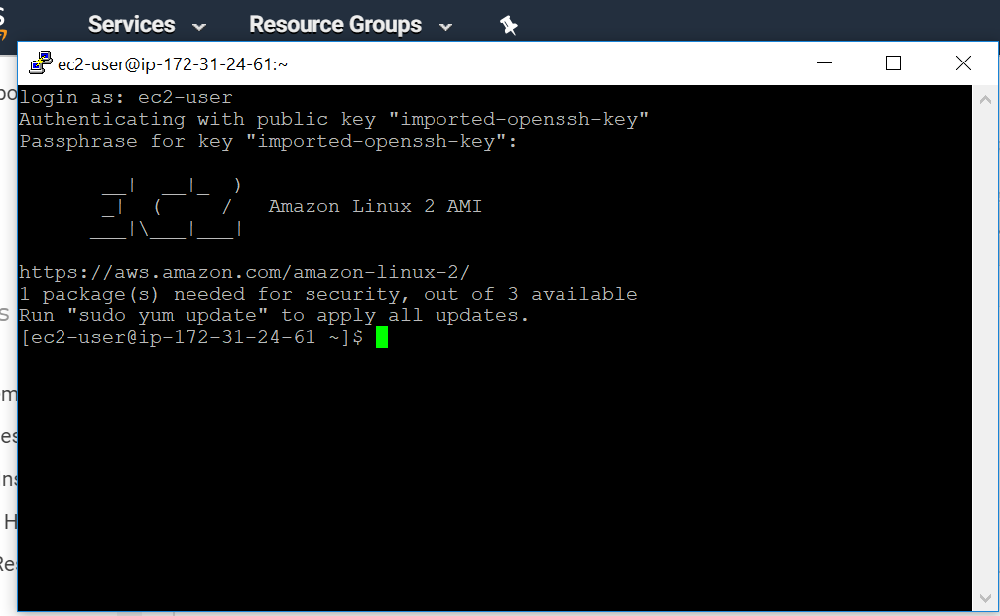 Services Resource Groups
ec2-user@ip-172-31-24-61:~
login as: ec2-user
Authenticating with public key "imported-openssh-key"
Passphrase for key "imported-openssh-key":

       __|  __|_  )
       _|  (     /   Amazon Linux 2 AMI
      ___|\___|___|

https://aws.amazon.com/amazon-linux-2/
1 package(s) needed for security, out of 3 available
Run "sudo yum update" to apply all updates.
[ec2-user@ip-172-31-24-61 ~]$